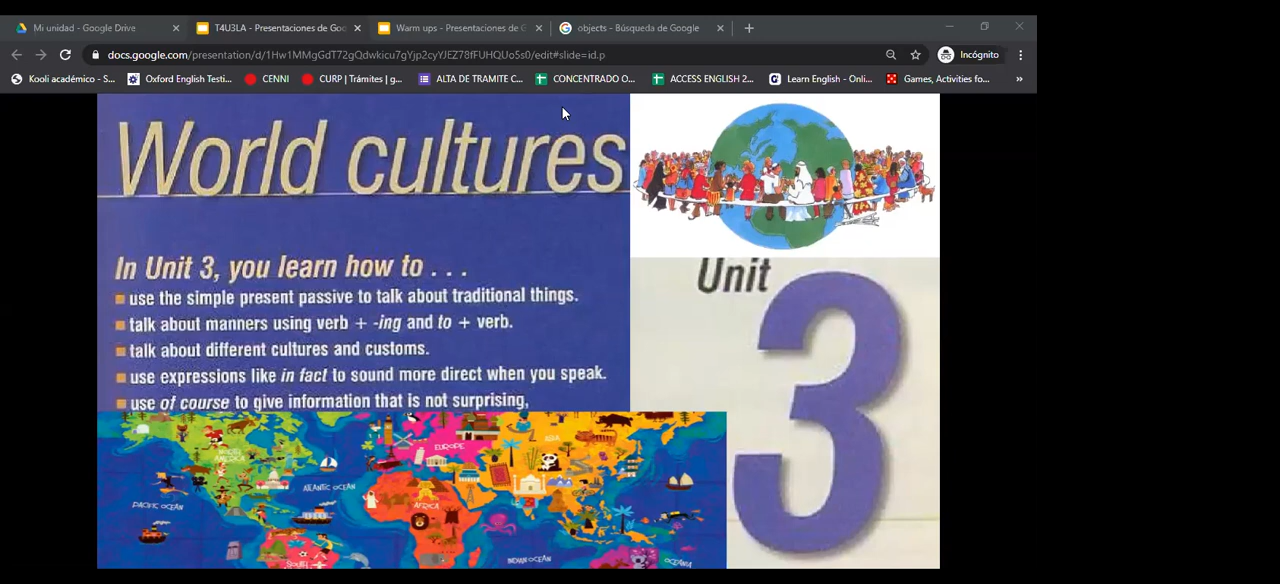 Mi unidad - Google Drive
T4U3LA - Presentaciones de Goo
Warm ups - Presentaciones de G
objects - Búsqueda de Google
docs.google.com/presentation/d/1Hw1MMgGdT72gQdwkicu7gYjp2cyYJEZ78fFUHQUo5s0/edit#slide=id.p
Incógnito
Kooli académico - S...
Oxford English Testi...
CENNI
CURP | Trámites | g...
ALTA DE TRAMITE C...
CONCENTRADO O...
ACCESS ENGLISH 2...
Learn English - Onli...
Games, Activities fo...
World cultures
In Unit 3, you learn how to . . .
use the simple present passive to talk about traditional things.
talk about manners using verb + -ing and to + verb.
talk about different cultures and customs.
use expressions like in fact to sound more direct when you speak.
use of course to give information that is not surprising,
Unit
3
NORTH AMERICA
EUROPE
ASIA
PACIFIC OCEAN
ATLANTIC OCEAN
AFRICA
INDIAN OCEAN
SOUTH
OCEANIA